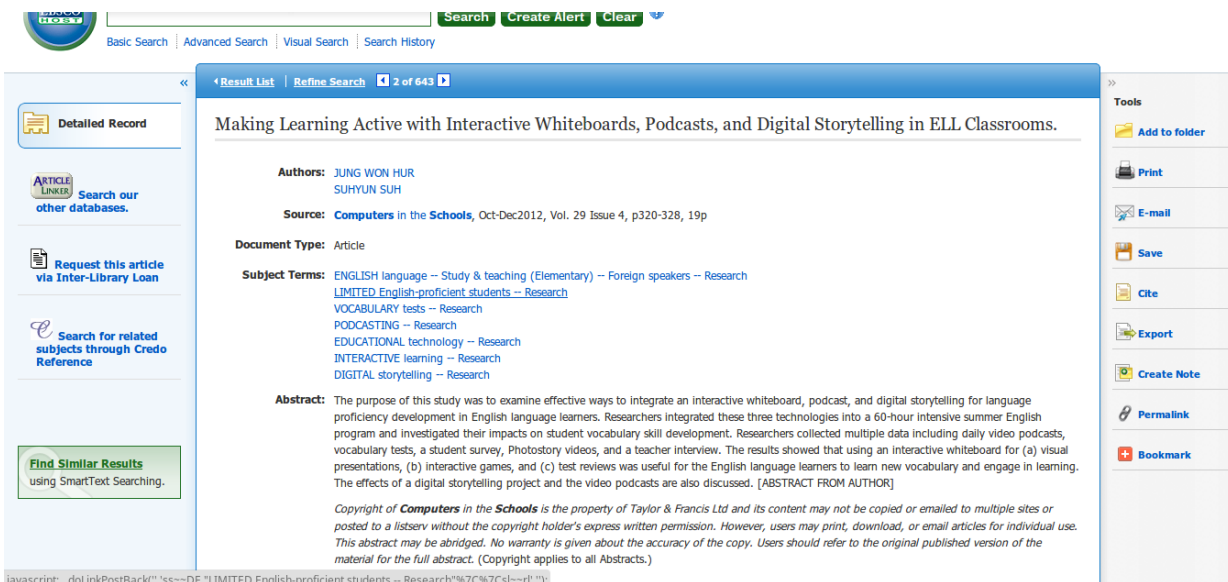 EBSCO
HOST
Search Create Alert Clear
Basic Search Advanced Search Visual Search Search History
«
Result List Refine Search 2 of 643
»
Tools
Detailed Record
Making Learning Active with Interactive Whiteboards, Podcasts, and Digital Storytelling in ELL Classrooms.
Add to folder
Authors: JUNG WON HUR
SUHYUN SUH
Print
ARTICLE
LINKER Search our
other databases.
Source: Computers in the Schools, Oct-Dec2012, Vol. 29 Issue 4, p320-328, 19p
E-mail
Document Type: Article
Save
Request this article
via Inter-Library Loan
Subject Terms: ENGLISH language -- Study & teaching (Elementary) -- Foreign speakers -- Research
LIMITED English-proficient students -- Research
VOCABULARY tests -- Research
PODCASTING -- Research
EDUCATIONAL technology -- Research
INTERACTIVE learning -- Research
DIGITAL storytelling -- Research
Cite
Search for related
subjects through Credo
Reference
Export
Create Note
Abstract: The purpose of this study was to examine effective ways to integrate an interactive whiteboard, podcast, and digital storytelling for language
proficiency development in English language learners. Researchers integrated these three technologies into a 60-hour intensive summer English
program and investigated their impacts on student vocabulary skill development. Researchers collected multiple data including daily video podcasts,
vocabulary tests, a student survey, Photostory videos, and a teacher interview. The results showed that using an interactive whiteboard for (a) visual
presentations, (b) interactive games, and (c) test reviews was useful for the English language learners to learn new vocabulary and engage in learning.
The effects of a digital storytelling project and the video podcasts are also discussed. [ABSTRACT FROM AUTHOR]
Permalink
Bookmark
Find Similar Results
using SmartText Searching.
Copyright of Computers in the Schools is the property of Taylor & Francis Ltd and its content may not be copied or emailed to multiple sites or
posted to a listserv without the copyright holder's express written permission. However, users may print, download, or email articles for individual use.
This abstract may be abridged. No warranty is given about the accuracy of the copy. Users should refer to the original published version of the
material for the full abstract. (Copyright applies to all Abstracts.)